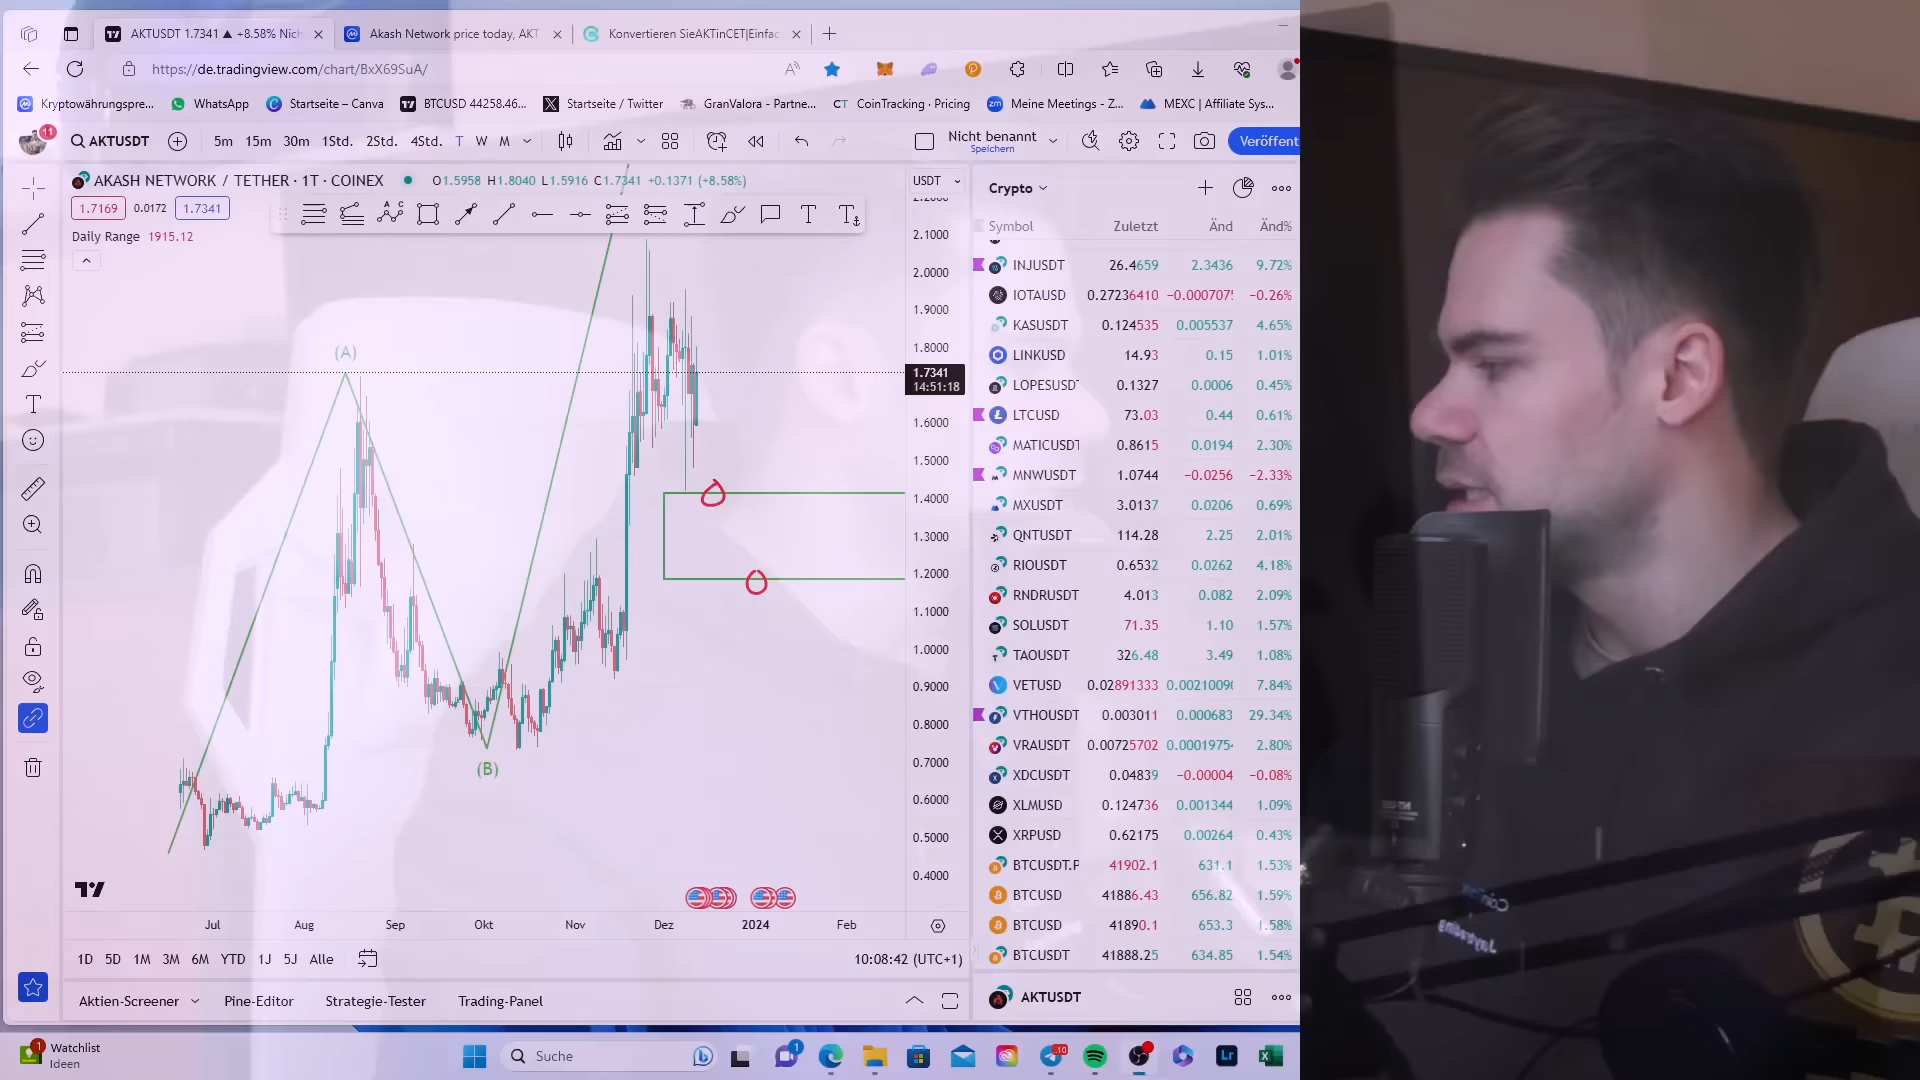 AKTUSDT 1.7341 ▲ +8.58% Nich
Akash Network price today, AKT
Konvertieren SieAKTinCET|Einfac
https://de.tradingview.com/chart/BxX69SuA/
Kryptowährungspre...
WhatsApp
Startseite – Canva
BTCUSD 44258.46...
Startseite / Twitter
GranValora - Partne...
CoinTracking · Pricing
Meine Meetings - Z...
MEXC | Affiliate Sys...
11
AKTUSDT
5m 15m 30m 1Std. 2Std. 4Std. T W M
Nicht benannt
Speichern
Veröffent
AKASH NETWORK / TETHER · 1T · COINEX
O1.5958 H1.8040 L1.5916 C1.7341 +0.1371 (+8.58%)
1.7169 0.0172 1.7341
Daily Range 1915.12
USDT
2.1000
2.0000
1.9000
1.8000
1.7341
14:51:18
1.6000
1.5000
1.4000
1.3000
1.2000
1.1000
1.0000
0.9000
0.8000
0.7000
0.6000
0.5000
0.4000
(A)
(B)
Jul Aug Sep Okt Nov Dez 2024 Feb
1D 5D 1M 3M 6M YTD 1J 5J Alle
10:08:42 (UTC+1)
Aktien-Screener Pine-Editor Strategie-Tester Trading-Panel
Crypto
Symbol Zuletzt Änd Änd%
INJUSDT 26.4659 2.3436 9.72%
IOTAUSD 0.27236410 −0.000707 −0.26%
KASUSDT 0.124535 0.005537 4.65%
LINKUSD 14.93 0.15 1.01%
LOPESUSDT 0.1327 0.0006 0.45%
LTCUSD 73.03 0.44 0.61%
MATICUSDT 0.8615 0.0194 2.30%
MNWUSDT 1.0744 −0.0256 −2.33%
MXUSDT 3.0137 0.0206 0.69%
QNTUSDT 114.28 2.25 2.01%
RIOUSDT 0.6532 0.0262 4.18%
RNDRUSDT 4.013 0.082 2.09%
SOLUSDT 71.35 1.10 1.57%
TAOUSDT 326.48 3.49 1.08%
VETUSD 0.02891333 0.0021009 7.84%
VTHOUSDT 0.003011 0.000683 29.34%
VRAUSDT 0.00725702 0.0001975 2.80%
XDCUSDT 0.04839 −0.00004 −0.08%
XLMUSD 0.124736 0.001344 1.09%
XRPUSD 0.62175 0.00264 0.43%
BTCUSDT.P 41902.1 631.1 1.53%
BTCUSD 41886.43 656.82 1.59%
BTCUSD 41890.1 653.3 1.58%
BTCUSDT 41888.25 634.85 1.54%
AKTUSDT
1
Watchlist
Ideen
Suche
1
10
Lr